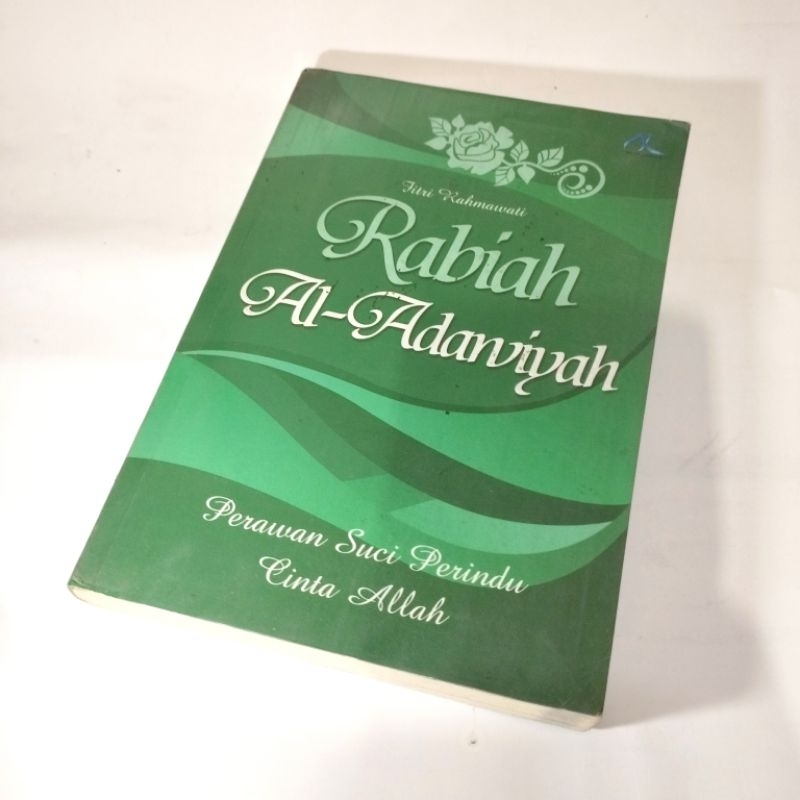 Fitri Rahmawati
Rabiah
Al-Adawiyah
Perawan Suci Perindu
Cinta Allah